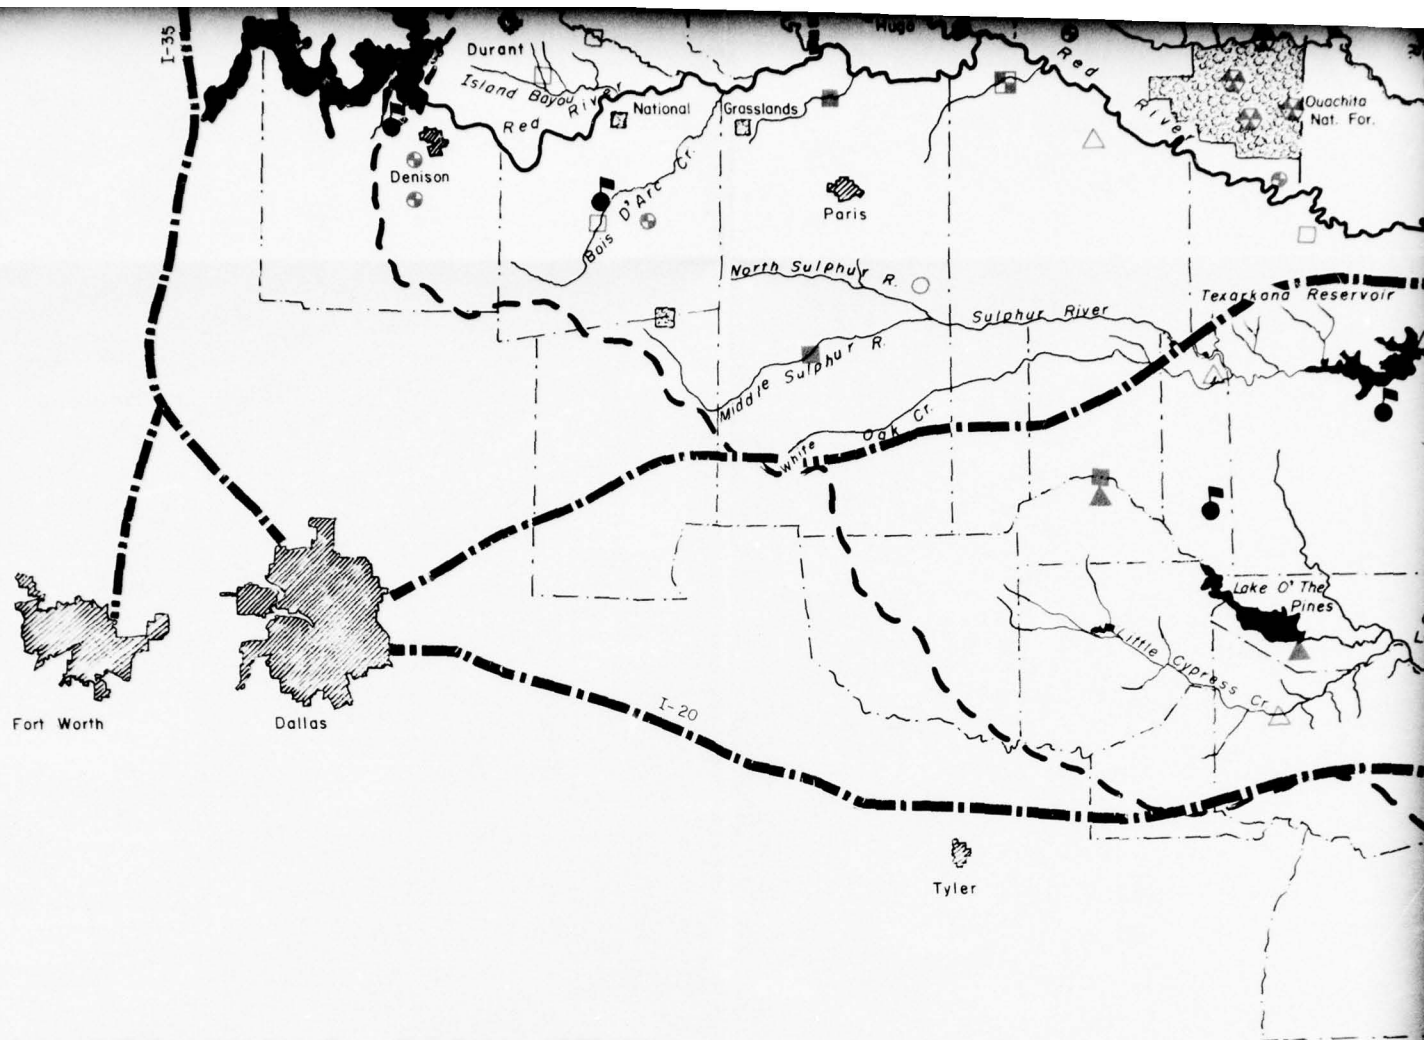 I-35
Durant
Hugo
Island Bayou
Red River
National Grasslands
Red River
Ouachita
Nat. For.
Denison
Bois D'Arc Cr.
Paris
North Sulphur R.
Texarkana Reservoir
Sulphur River
Middle Sulphur R.
White Oak Cr.
Lake O' The
Pines
Little Cypress Cr.
Fort Worth
Dallas
I-20
Tyler